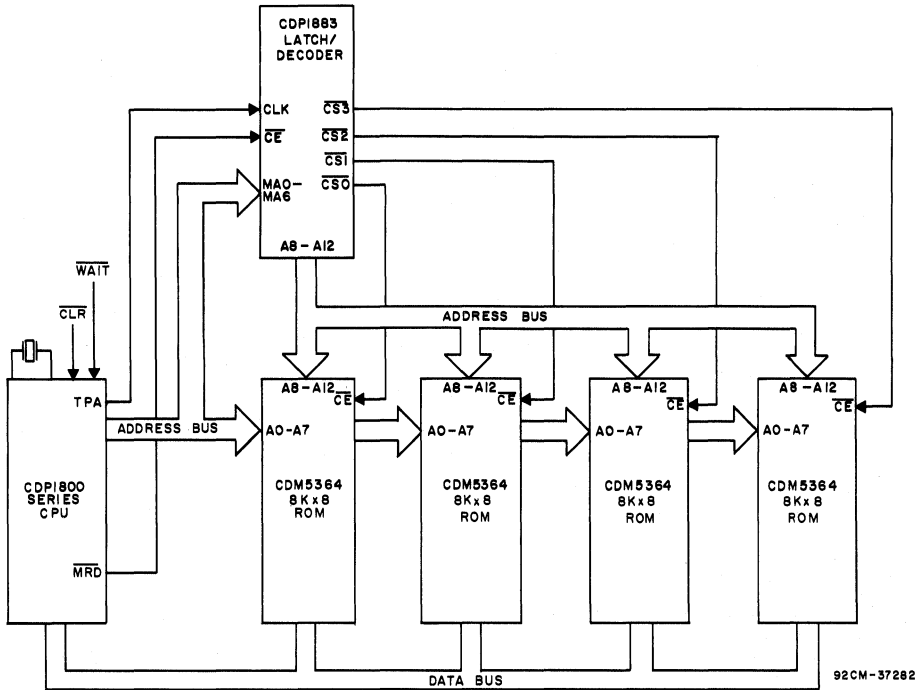 CDP1883
LATCH/
DECODER
CLK
CS3
CE
CS2
CS1
MA0-
MA6
CS0
A8-A12
WAIT
CLR
ADDRESS BUS
TPA
ADDRESS BUS
A8-A12
CE
A8-A12
CE
A8-A12
CE
A8-A12
CE
A0-A7
A0-A7
A0-A7
A0-A7
CDP1800
SERIES
CPU
CDM5364
8K x 8
ROM
CDM5364
8K x 8
ROM
CDM5364
8K x 8
ROM
CDM5364
8K x 8
ROM
MRD
DATA BUS
92CM-37282